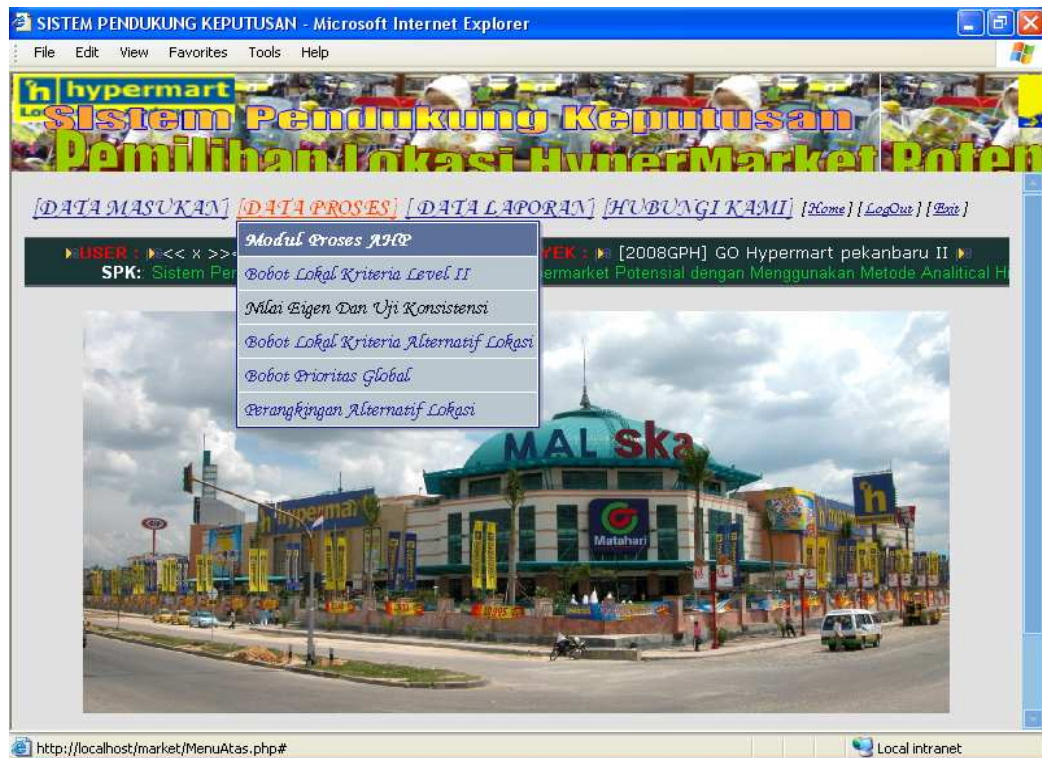 SISTEM PENDUKUNG KEPUTUSAN - Microsoft Internet Explorer
File Edit View Favorites Tools Help
hypermart
Sistem Pendukung Keputusan
Pemilihan Lokasi HyperMarket Poten
[DATA MASUKAN] [DATA PROSES] [ DATA LAPORAN] [HUBUNGI KAMI] [Home] [LogOut] [Exit]
USER : << x >> YEK : [2008GPH] GO Hypermart pekanbaru II
SPK: Sistem Per permarket Potensial dengan Menggunakan Metode Analitical Hi
Modul Proses AHP
Bobot Lokal Kriteria Level II
Nilai Eigen Dan Uji Konsistensi
Bobot Lokal Kriteria Alternatif Lokasi
Bobot Prioritas Global
Perangkingan Alternatif Lokasi
MAL Ska
hypermart
h
Matahari
http://localhost/market/MenuAtas.php#
Local intranet